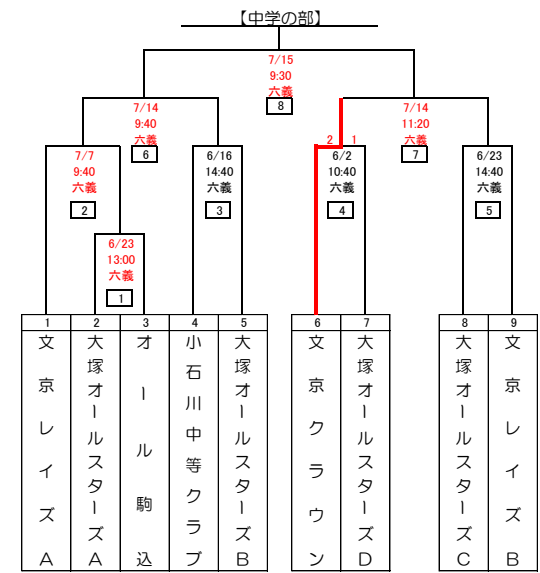 【中学の部】
7/15
9:30
六義
8
7/14
9:40
六義
6
7/14
11:20
六義
7
2 1
7/7
9:40
六義
2
6/16
14:40
六義
3
6/2
10:40
六義
4
6/23
14:40
六義
5
6/23
13:00
六義
1
1 2 3 4 5 6 7 8 9
文京レイズA
大塚オールスターズA
オール駒込
小石川中等クラブ
大塚オールスターズB
文京クラウン
大塚オールスターズD
大塚オールスターズC
文京レイズB